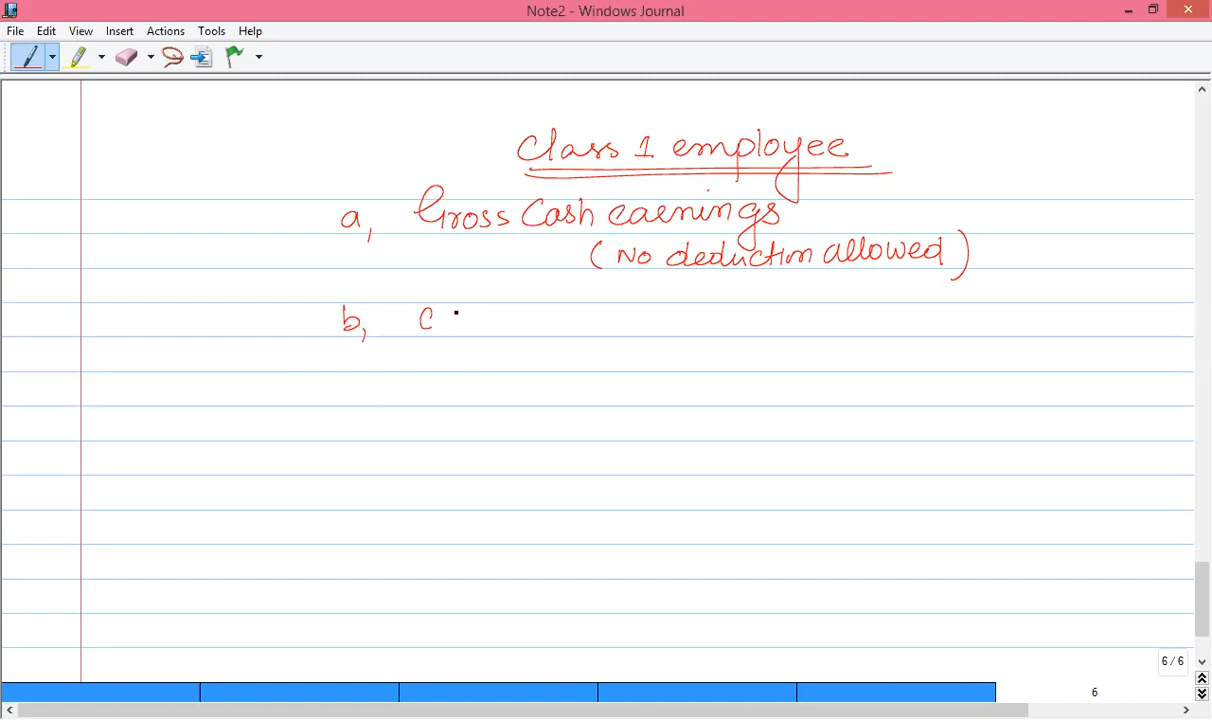 Note2 - Windows Journal
File Edit View Insert Actions Tools Help
Class 1 employee
a, Gross Cash earnings
(No deduction allowed)
b, C
6 / 6
6